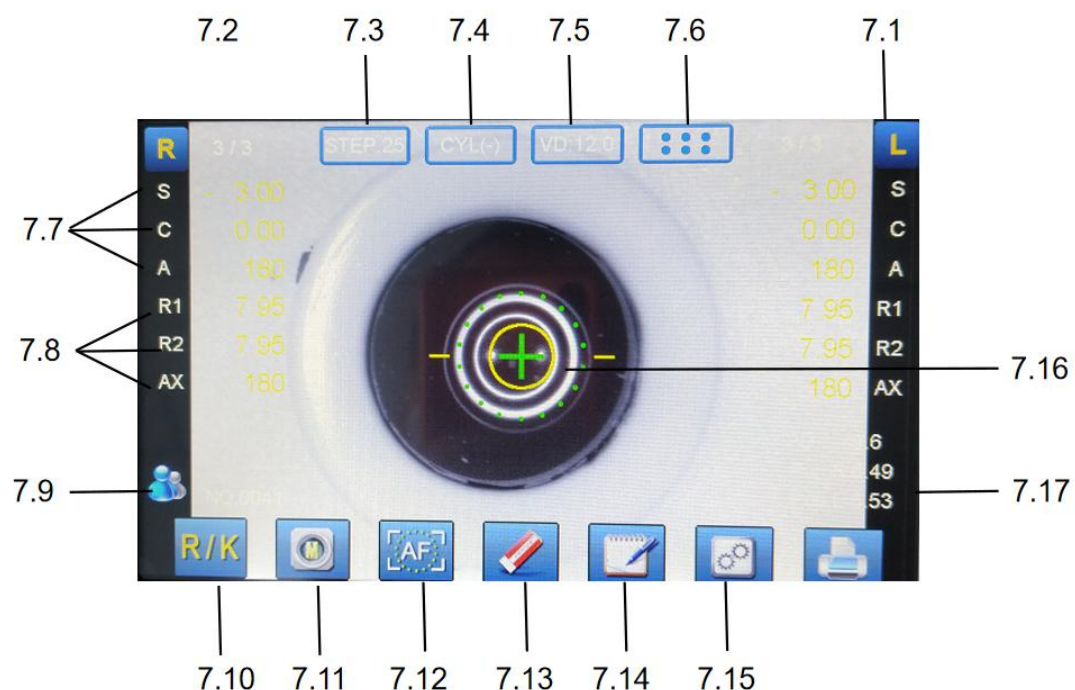 7.2 7.3 7.4 7.5 7.6 7.1
R 3/3 STEP.25 CYL(-) VD:12.0 3/3 L
S - 3.00 - 3.00 S
7.7 C 0.00 0.00 C
A 180 180 A
R1 7.95 7.95 R1
7.8 R2 7.95 7.95 R2
AX 180 180 AX
7.16
.6
7.9 .49 7.17
NO.0041 .53
R/K M AF
7.10 7.11 7.12 7.13 7.14 7.15